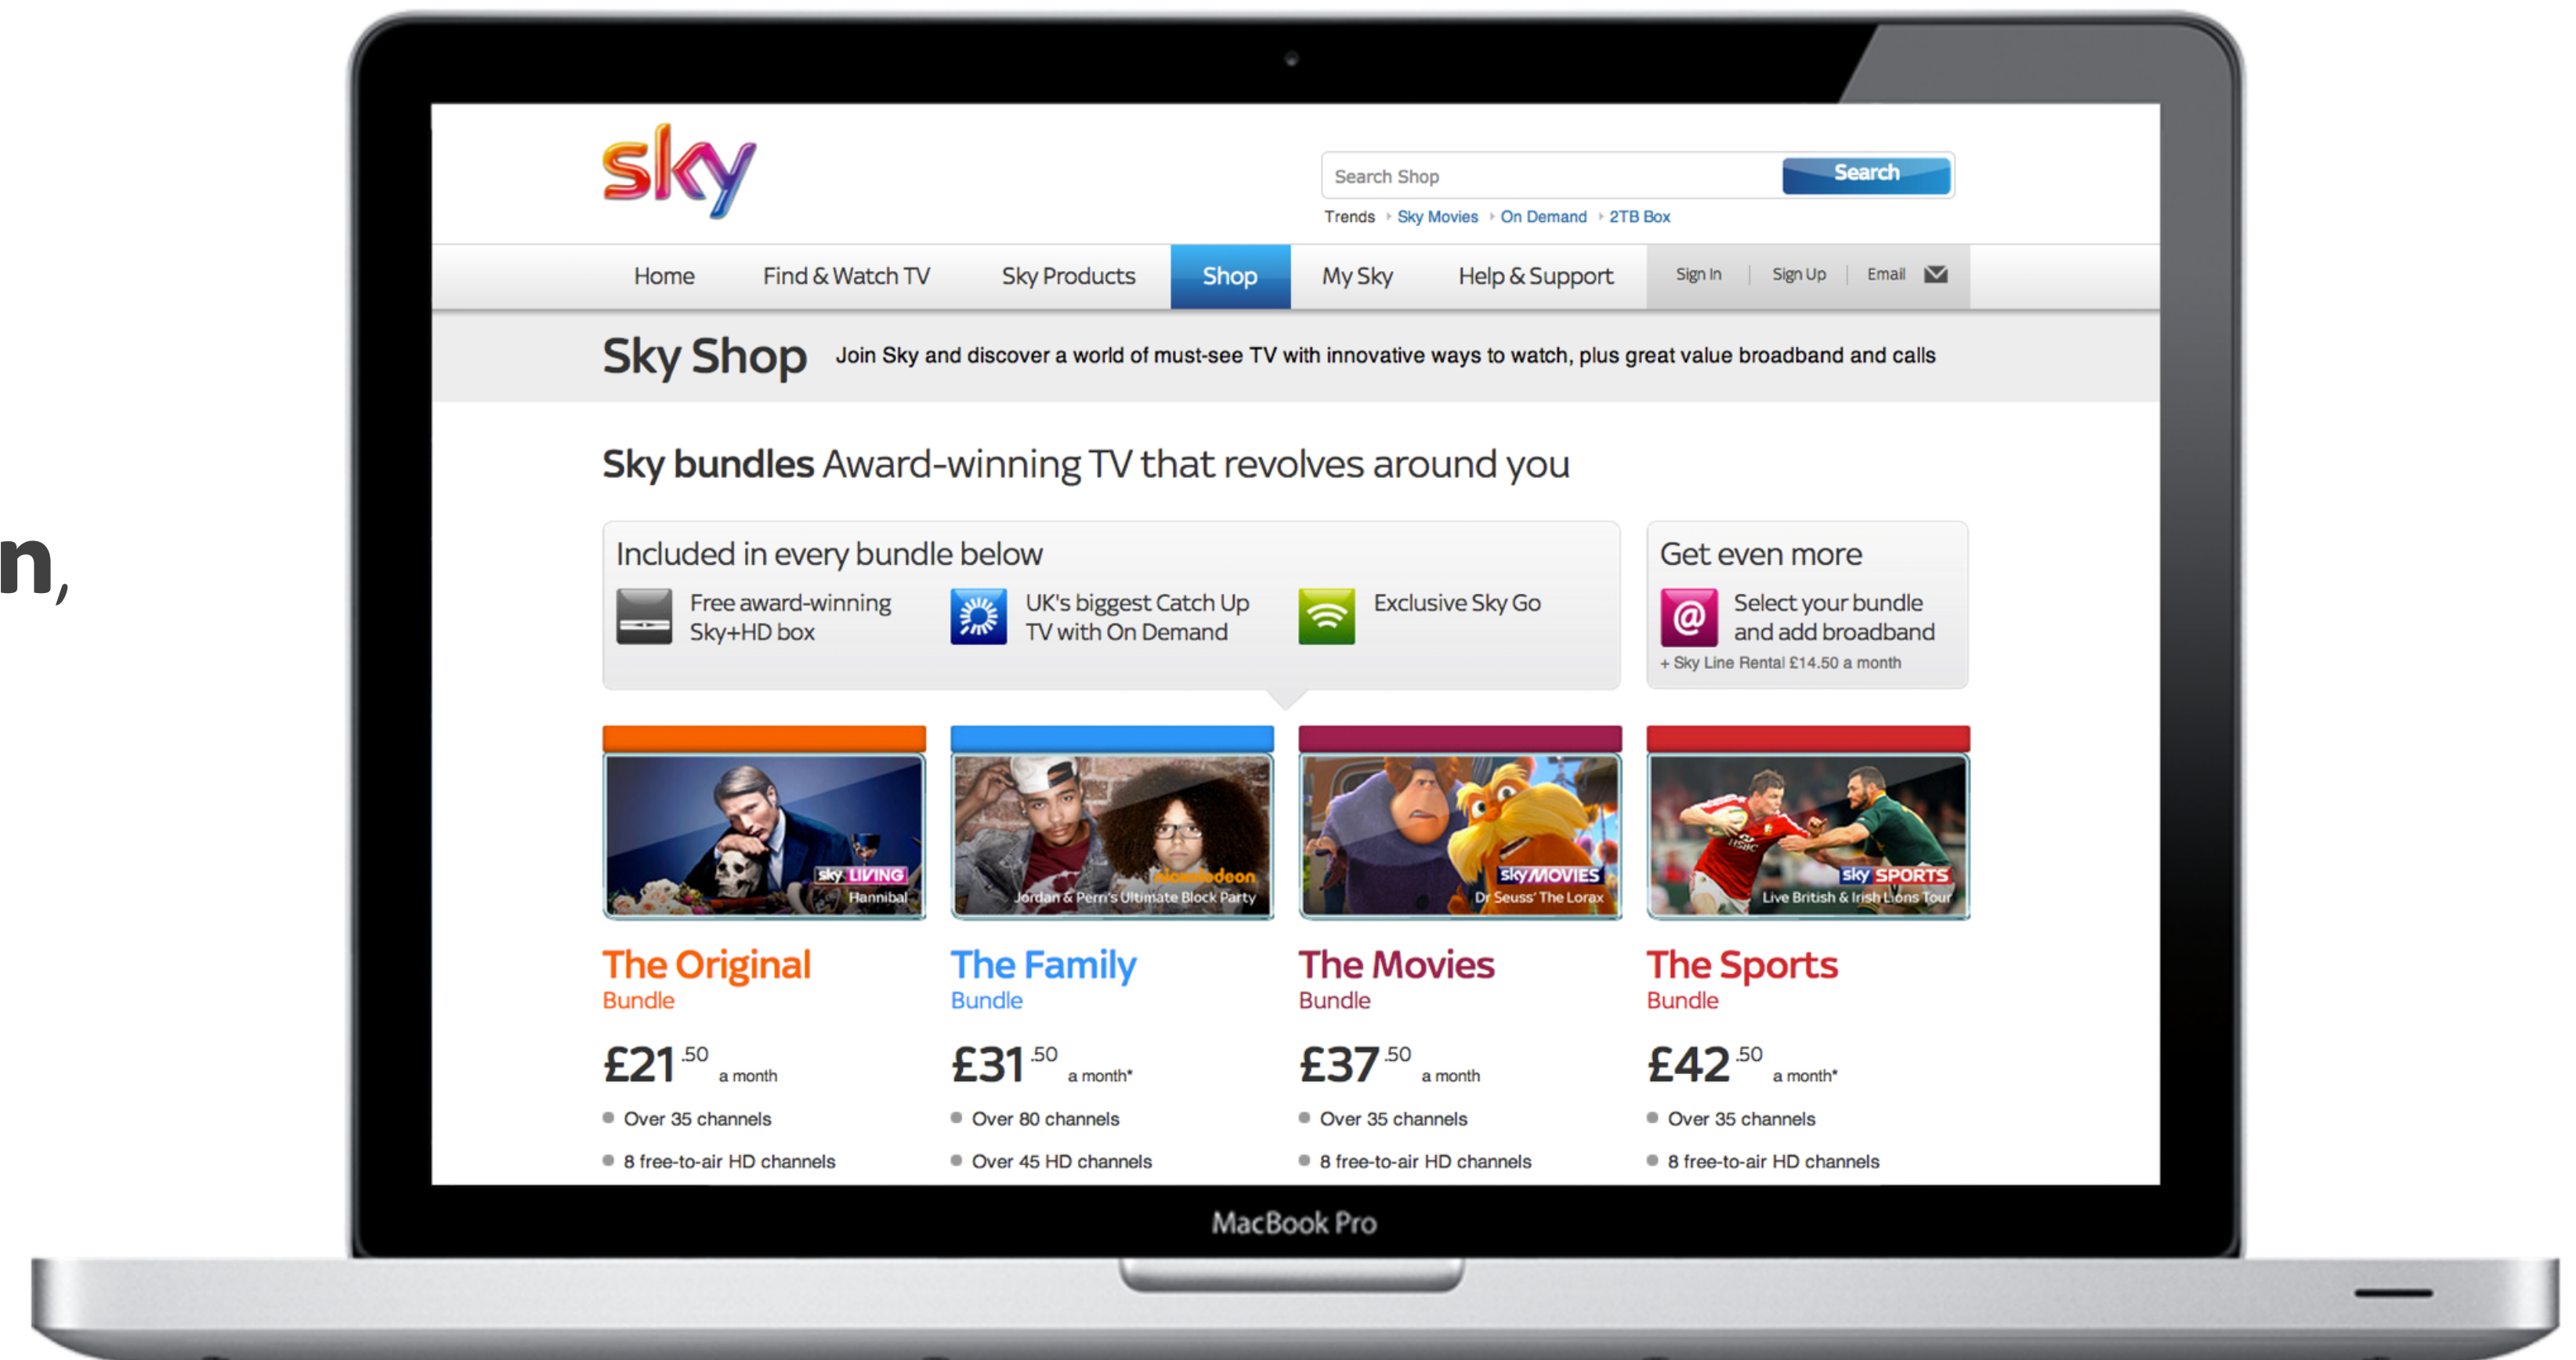 n,
sky
Search Shop
Search
Trends Sky Movies On Demand 2TB Box
Home Find & Watch TV Sky Products Shop My Sky Help & Support Sign In Sign Up Email
Sky Shop Join Sky and discover a world of must-see TV with innovative ways to watch, plus great value broadband and calls
Sky bundles Award-winning TV that revolves around you
Included in every bundle below
Free award-winning
Sky+HD box
UK's biggest Catch Up
TV with On Demand
Exclusive Sky Go
Get even more
@
Select your bundle
and add broadband
+ Sky Line Rental £14.50 a month
sky LIVING
Hannibal
The Original
Bundle
£21.50 a month
Over 35 channels
8 free-to-air HD channels
nickelodeon
Jordan & Perri's Ultimate Block Party
The Family
Bundle
£31.50 a month*
Over 80 channels
Over 45 HD channels
sky MOVIES
Dr Seuss' The Lorax
The Movies
Bundle
£37.50 a month
Over 35 channels
8 free-to-air HD channels
HSBC
sky SPORTS
Live British & Irish Lions Tour
The Sports
Bundle
£42.50 a month*
Over 35 channels
8 free-to-air HD channels
MacBook Pro